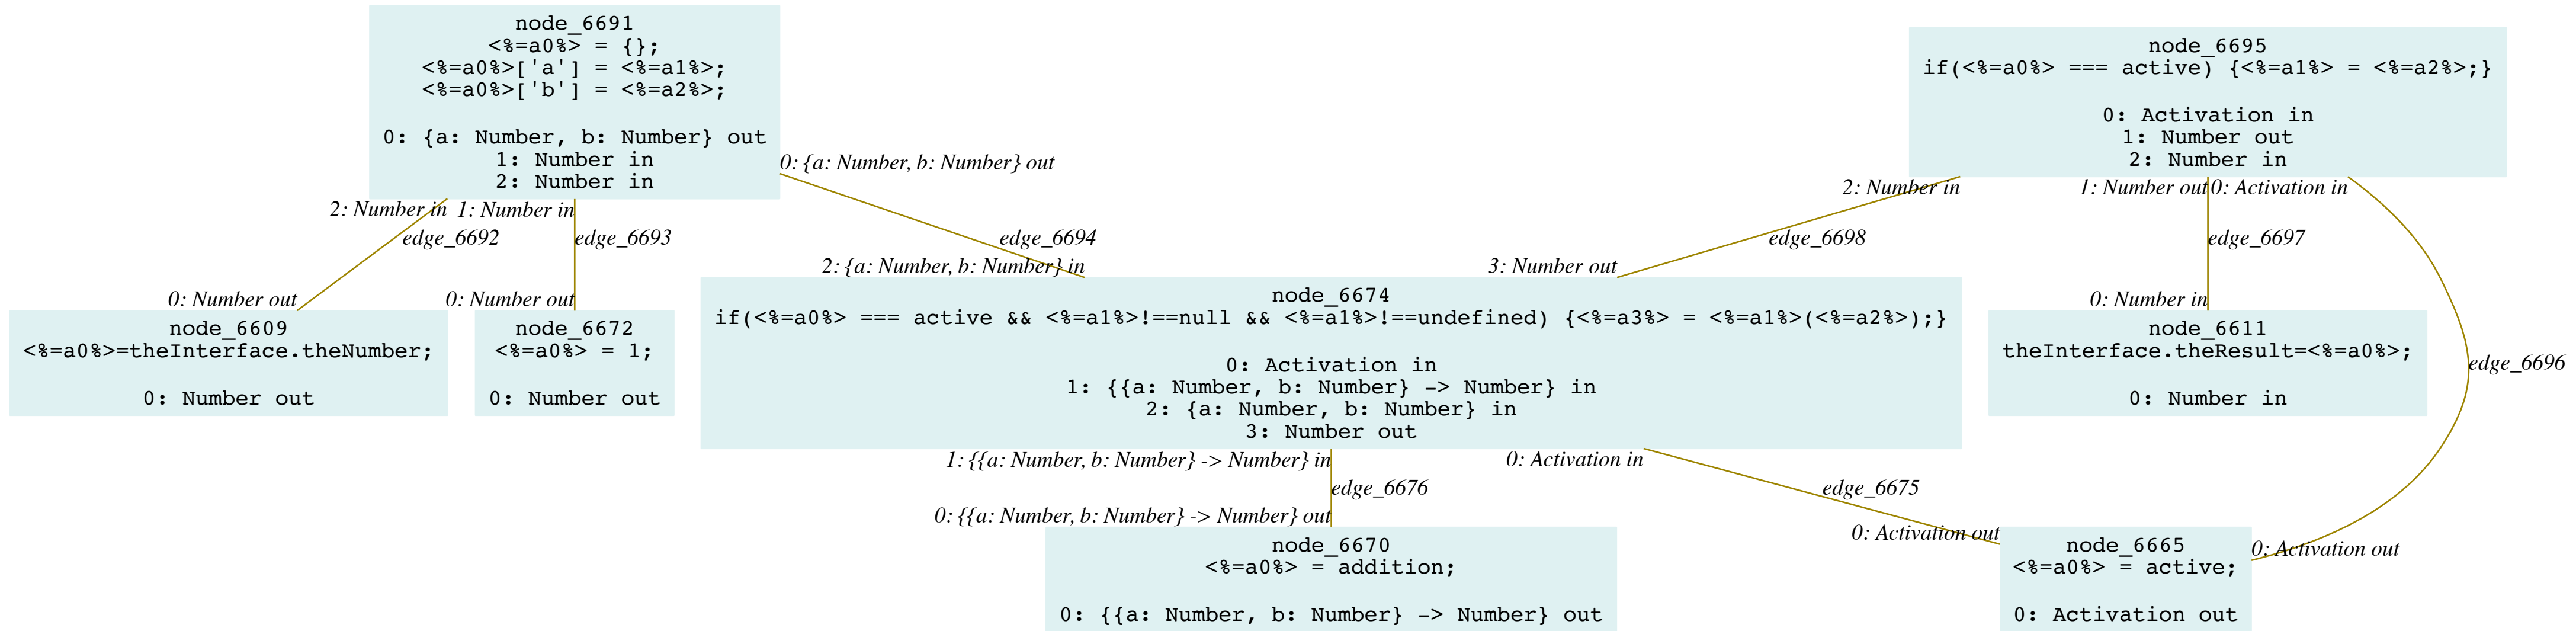 node_6691
<%=a0%> = {};
<%=a0%>['a'] = <%=a1%>;
<%=a0%>['b'] = <%=a2%>;
0: {a: Number, b: Number} out
1: Number in
2: Number in
node_6695
if(<%=a0%> === active) {<%=a1%> = <%=a2%>;}
0: Activation in
1: Number out
2: Number in
0: {a: Number, b: Number} out
2: Number in
1: Number in
2: Number in
1: Number out
0: Activation in
edge_6692
edge_6693
edge_6694
edge_6698
edge_6697
edge_6696
0: Number out
0: Number out
2: {a: Number, b: Number} in
3: Number out
0: Number in
node_6609
<%=a0%>=theInterface.theNumber;
0: Number out
node_6672
<%=a0%> = 1;
0: Number out
node_6674
if(<%=a0%> === active && <%=a1%>!==null && <%=a1%>!==undefined) {<%=a3%> = <%=a1%>(<%=a2%>);}
0: Activation in
1: {{a: Number, b: Number} -> Number} in
2: {a: Number, b: Number} in
3: Number out
node_6611
theInterface.theResult=<%=a0%>;
0: Number in
1: {{a: Number, b: Number} -> Number} in
0: Activation in
edge_6676
edge_6675
0: {{a: Number, b: Number} -> Number} out
0: Activation out
0: Activation out
node_6670
<%=a0%> = addition;
0: {{a: Number, b: Number} -> Number} out
node_6665
<%=a0%> = active;
0: Activation out